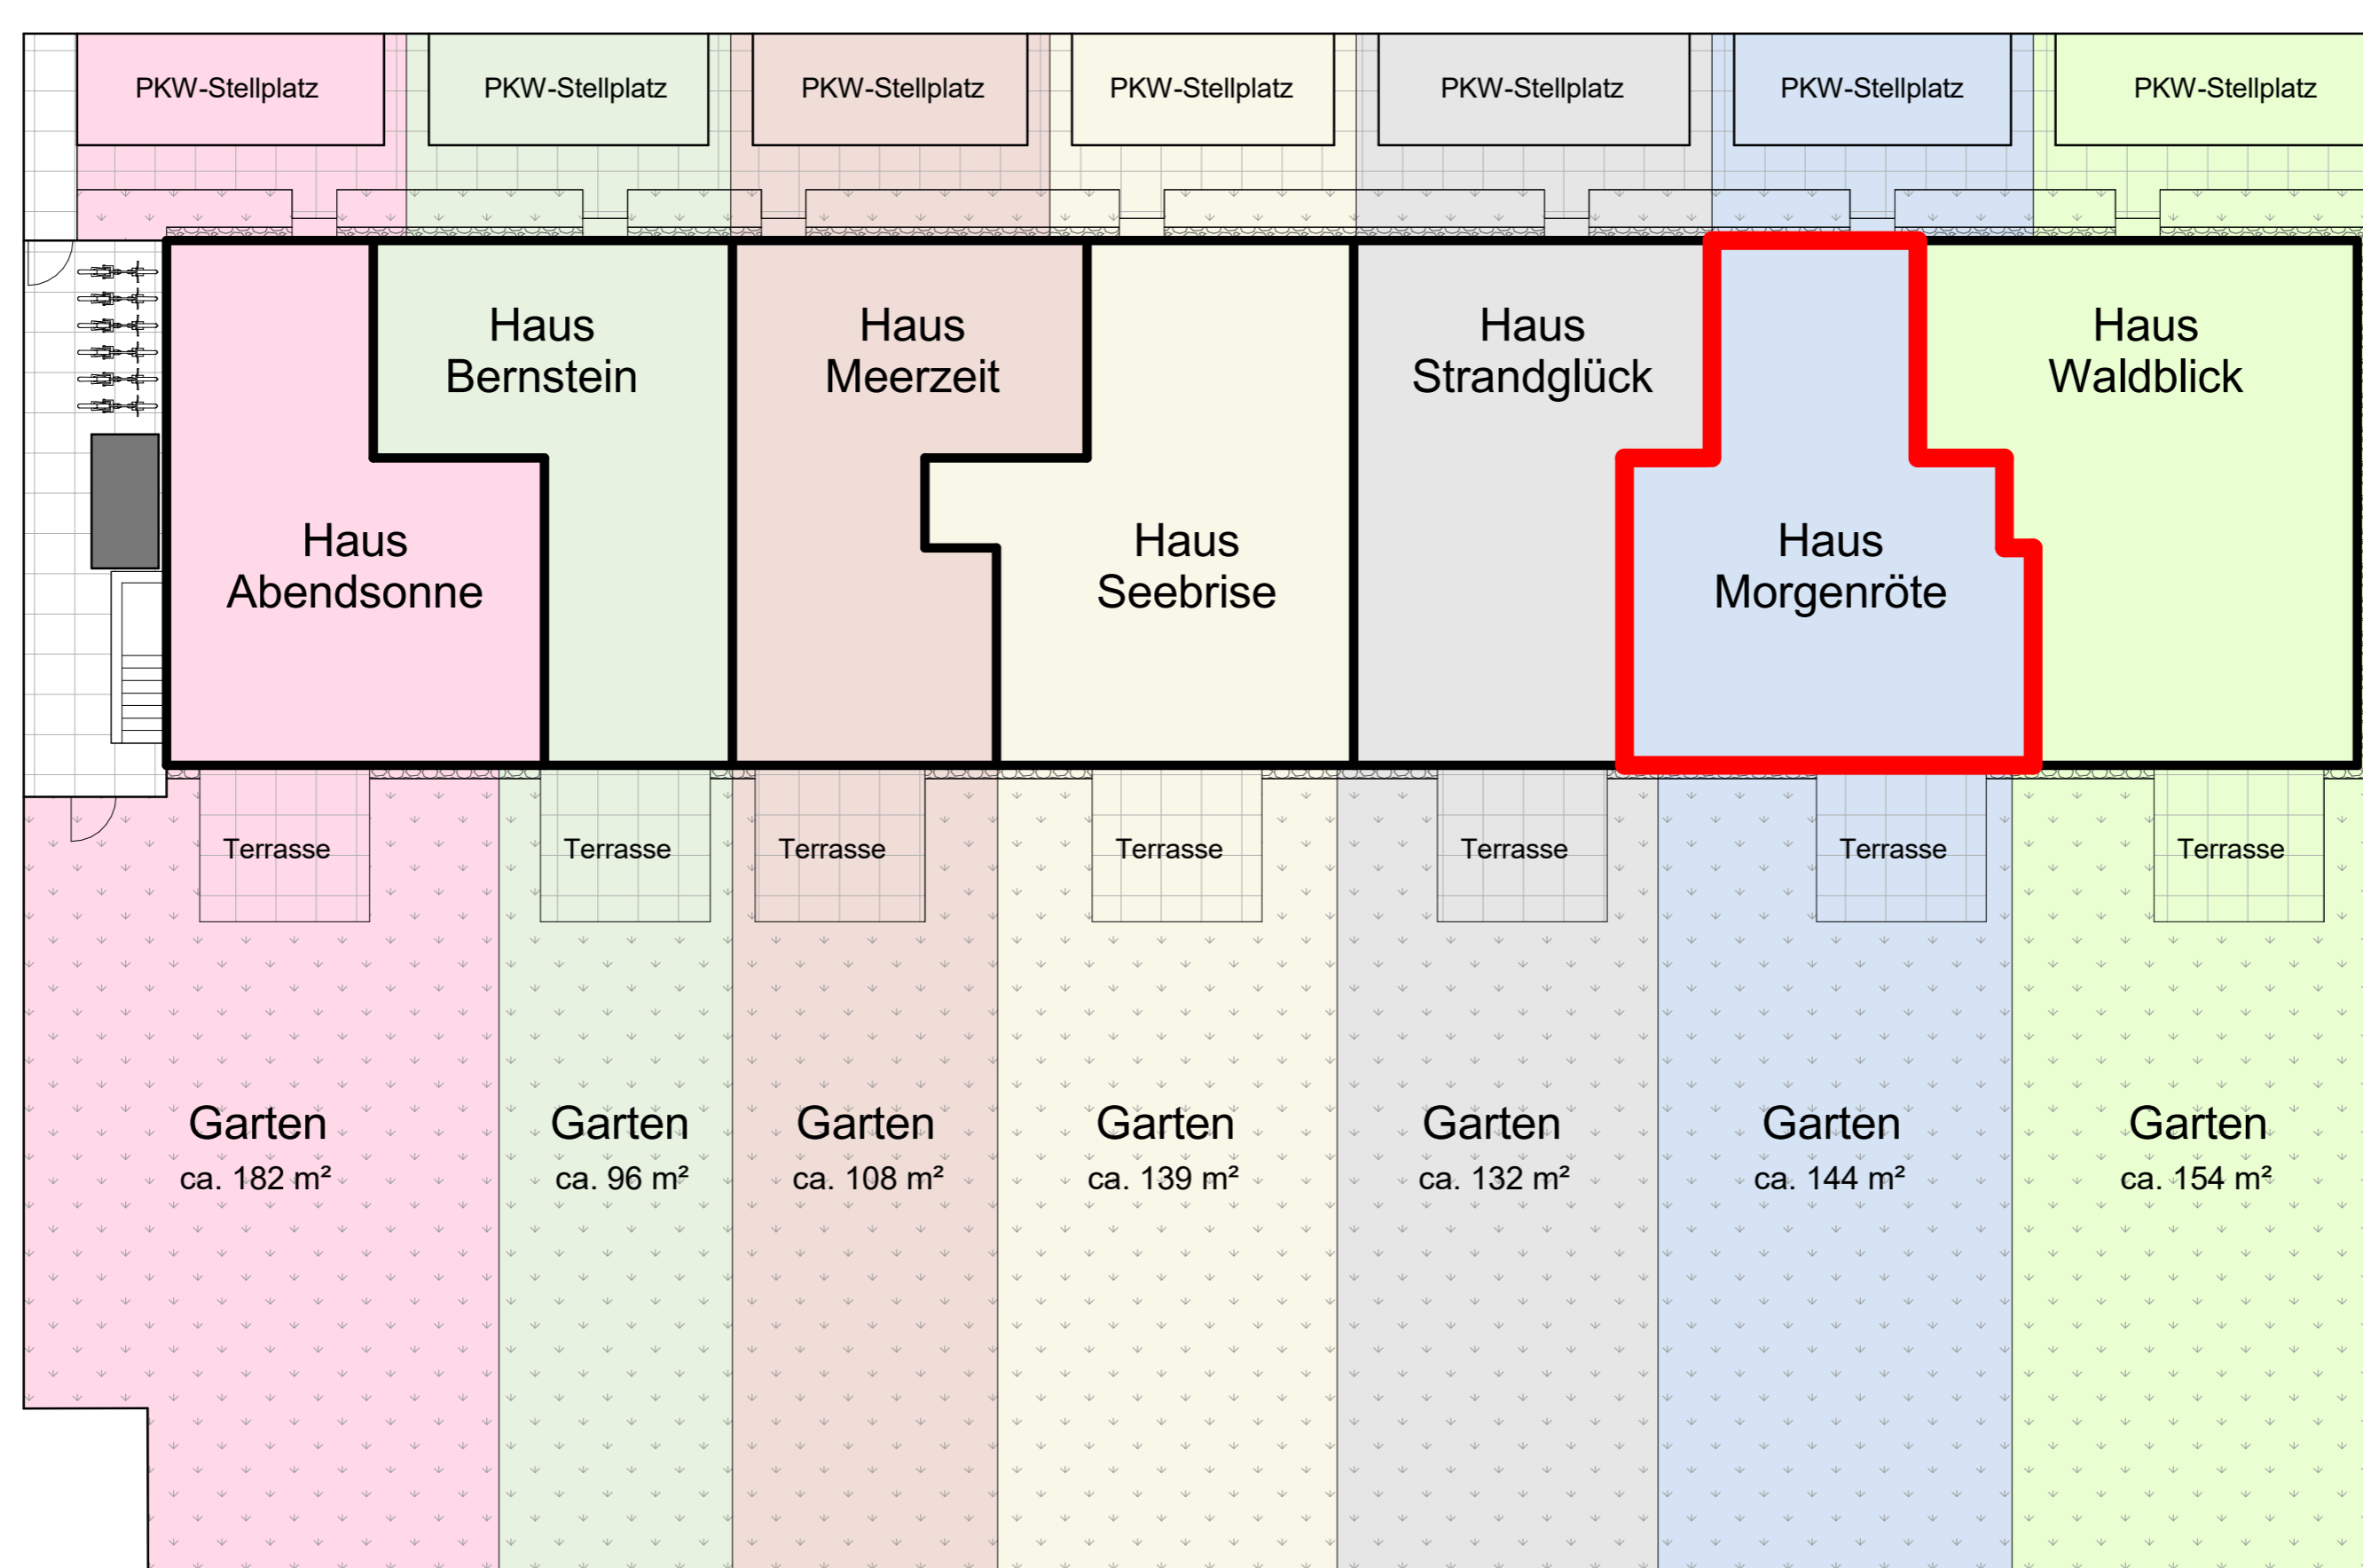 PKW-Stellplatz
PKW-Stellplatz
PKW-Stellplatz
PKW-Stellplatz
PKW-Stellplatz
PKW-Stellplatz
PKW-Stellplatz
Haus
Bernstein
Haus
Meerzeit
Haus
Strandglück
Haus
Waldblick
Haus
Abendsonne
Haus
Seebrise
Haus
Morgenröte
Terrasse
Terrasse
Terrasse
Terrasse
Terrasse
Terrasse
Terrasse
Garten
ca. 182 m²
Garten
ca. 96 m²
Garten
ca. 108 m²
Garten
ca. 139 m²
Garten
ca. 132 m²
Garten
ca. 144 m²
Garten
ca. 154 m²